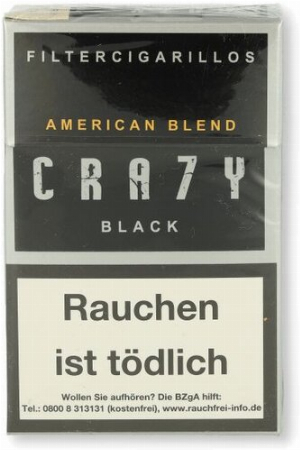 FILTERCIGARILLOS
AMERICAN BLEND
CRA7Y
BLACK
Rauchen
ist tödlich
Wollen Sie aufhören? Die BZgA hilft:
Tel.: 0800 8 313131 (kostenfrei), www.rauchfrei-info.de